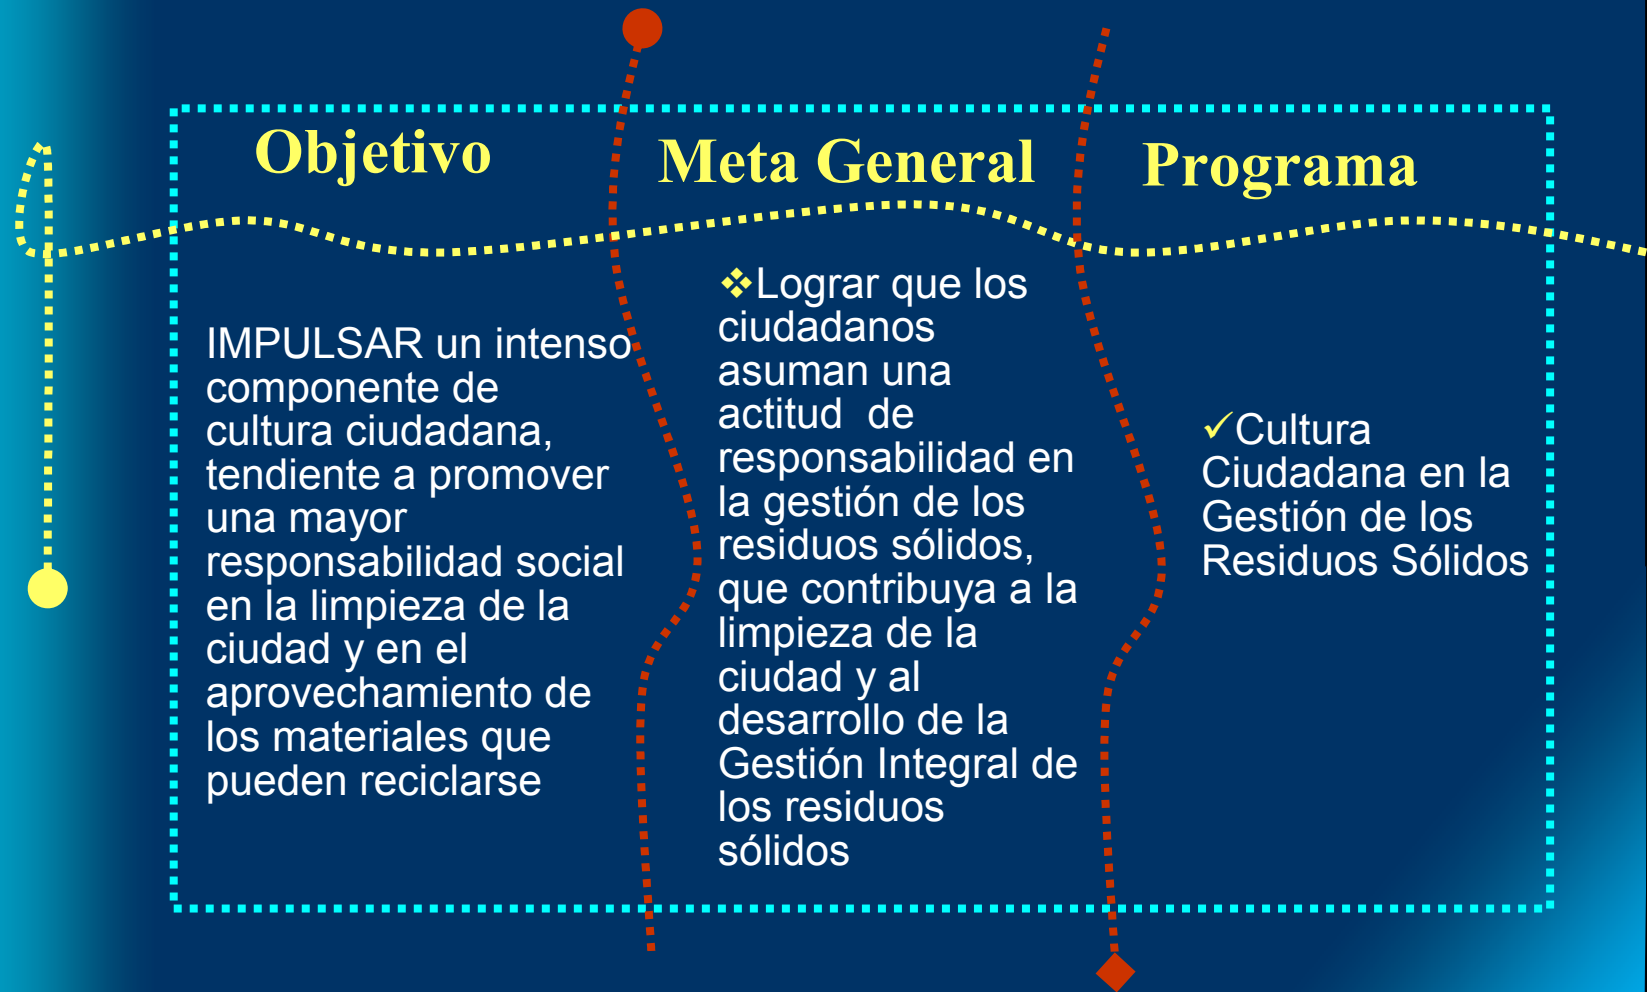 Objetivo
IMPULSAR un intenso
componente de
cultura ciudadana,
tendiente a promover
una mayor
responsabilidad social
en la limpieza de la
ciudad y en el
aprovechamiento de
los materiales que
pueden reciclarse
Meta General
❖Lograr que los
ciudadanos
asuman una
actitud  de
responsabilidad en
la gestión de los
residuos sólidos,
que contribuya a la
limpieza de la
ciudad y al
desarrollo de la
Gestión Integral de
los residuos
sólidos
Programa
✓Cultura
Ciudadana en la
Gestión de los
Residuos Sólidos